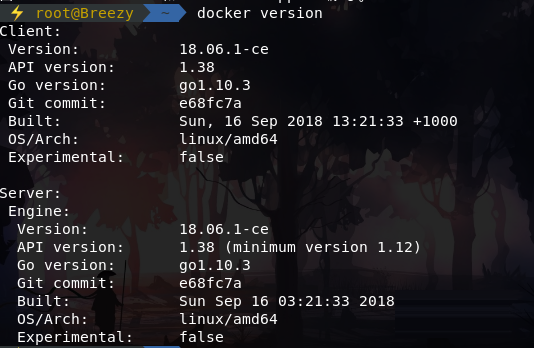 ⚡ root@Breezy ~ docker version
Client:
 Version:           18.06.1-ce
 API version:       1.38
 Go version:        go1.10.3
 Git commit:        e68fc7a
 Built:             Sun, 16 Sep 2018 13:21:33 +1000
 OS/Arch:           linux/amd64
 Experimental:      false

Server:
 Engine:
  Version:          18.06.1-ce
  API version:      1.38 (minimum version 1.12)
  Go version:       go1.10.3
  Git commit:       e68fc7a
  Built:            Sun Sep 16 03:21:33 2018
  OS/Arch:          linux/amd64
  Experimental:     false